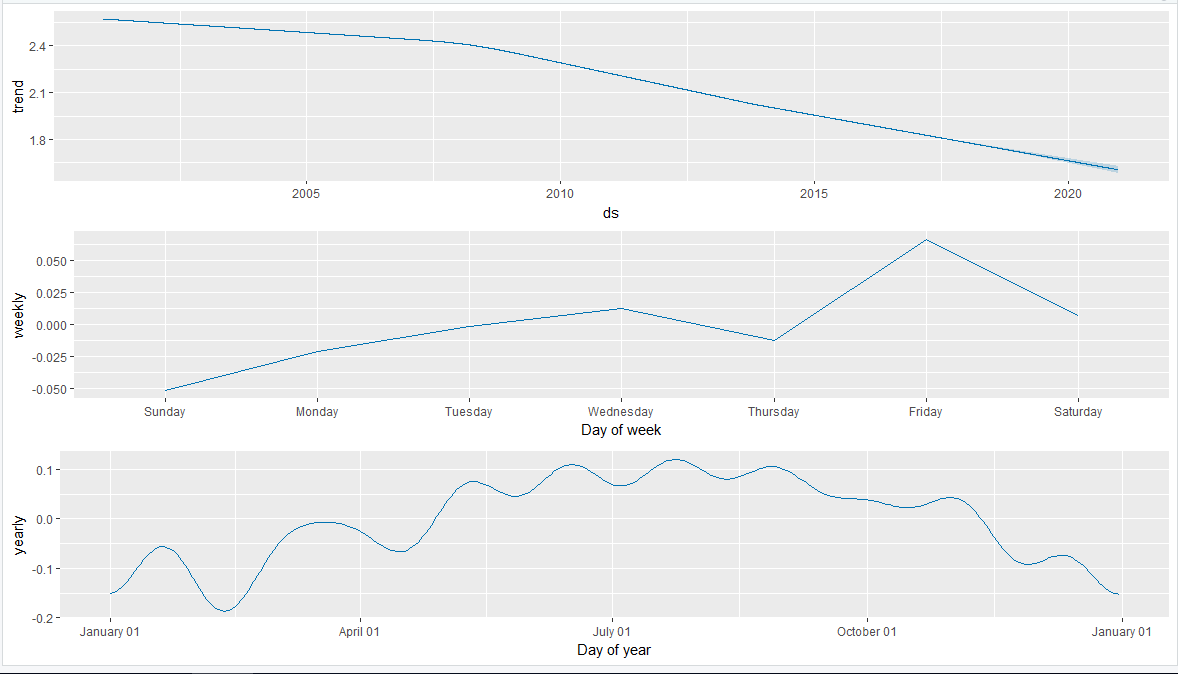 trend
2.4
2.1
1.8
2005 2010 2015 2020
ds
weekly
0.050
0.025
0.000
-0.025
-0.050
Sunday Monday Tuesday Wednesday Thursday Friday Saturday
Day of week
yearly
0.1
0.0
-0.1
-0.2
January 01 April 01 July 01 October 01 January 01
Day of year